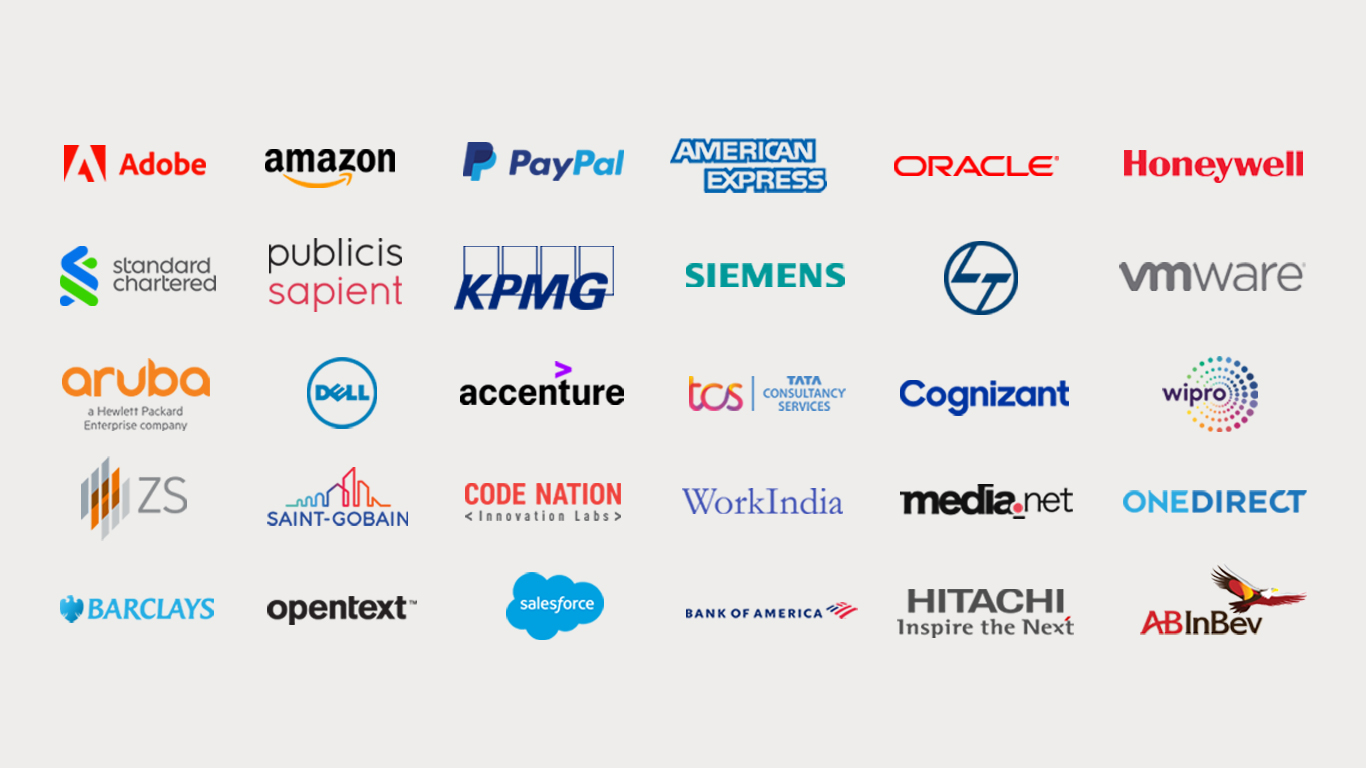 Adobe
amazon
PayPal
AMERICAN
EXPRESS
ORACLE®
Honeywell
standard
chartered
publicis
sapient
KPMG
SIEMENS
LT
vmware®
aruba
a Hewlett Packard
Enterprise company
DELL
accenture
tcs
TATA
CONSULTANCY
SERVICES
Cognizant
wipro
ZS
SAINT-GOBAIN
CODE NATION
<Innovation Labs>
WorkIndia
media.net
ONEDIRECT
BARCLAYS
opentext™
salesforce
BANK OF AMERICA
HITACHI
Inspire the Next
ABInBev